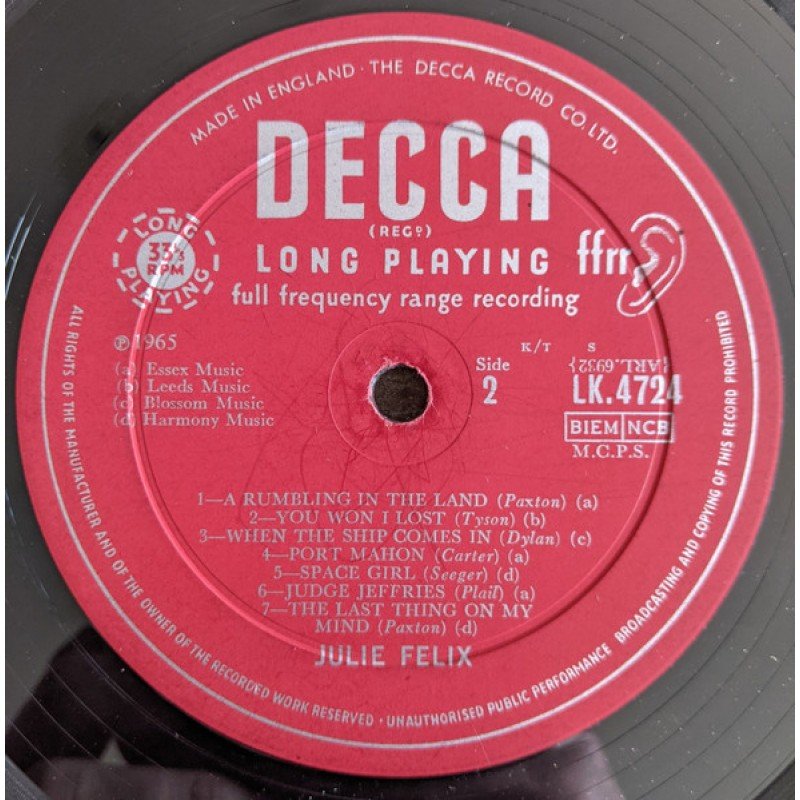 MADE IN ENGLAND · THE DECCA RECORD CO. LTD.
DECCA
(REGD)
LONG PLAYING
33⅓
RPM
LONG PLAYING ffrr
full frequency range recording
℗1965
(a) Essex Music
(b) Leeds Music
(c) Blossom Music
(d) Harmony Music
K/T S
Side
2
{ARL.6932}
LK.4724
BIEM NCB
M.C.P.S.
1—A RUMBLING IN THE LAND (Paxton) (a)
2—YOU WON I LOST (Tyson) (b)
3—WHEN THE SHIP COMES IN (Dylan) (c)
4—PORT MAHON (Carter) (a)
5—SPACE GIRL (Seeger) (d)
6—JUDGE JEFFRIES (Plail) (a)
7—THE LAST THING ON MY
MIND (Paxton) (d)
JULIE FELIX
ALL RIGHTS OF THE MANUFACTURER AND OF THE OWNER OF THE RECORDED WORK RESERVED · UNAUTHORISED PUBLIC PERFORMANCE BROADCASTING AND COPYING OF THIS RECORD PROHIBITED